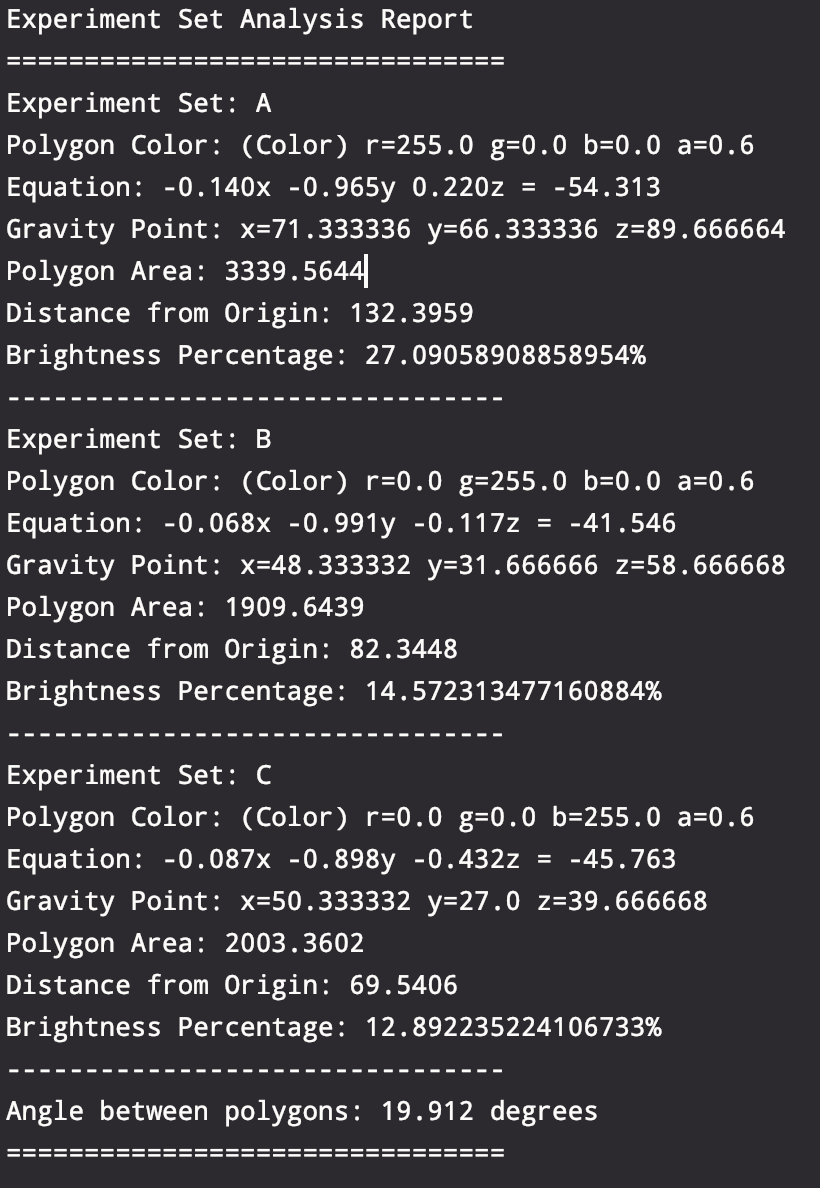 Experiment Set Analysis Report
================================
Experiment Set: A
Polygon Color: (Color) r=255.0 g=0.0 b=0.0 a=0.6
Equation: -0.140x -0.965y 0.220z = -54.313
Gravity Point: x=71.333336 y=66.333336 z=89.666664
Polygon Area: 3339.5644
Distance from Origin: 132.3959
Brightness Percentage: 27.09058908858954%
--------------------------------
Experiment Set: B
Polygon Color: (Color) r=0.0 g=255.0 b=0.0 a=0.6
Equation: -0.068x -0.991y -0.117z = -41.546
Gravity Point: x=48.333332 y=31.666666 z=58.666668
Polygon Area: 1909.6439
Distance from Origin: 82.3448
Brightness Percentage: 14.572313477160884%
--------------------------------
Experiment Set: C
Polygon Color: (Color) r=0.0 g=0.0 b=255.0 a=0.6
Equation: -0.087x -0.898y -0.432z = -45.763
Gravity Point: x=50.333332 y=27.0 z=39.666668
Polygon Area: 2003.3602
Distance from Origin: 69.5406
Brightness Percentage: 12.892235224106733%
--------------------------------
Angle between polygons: 19.912 degrees
================================